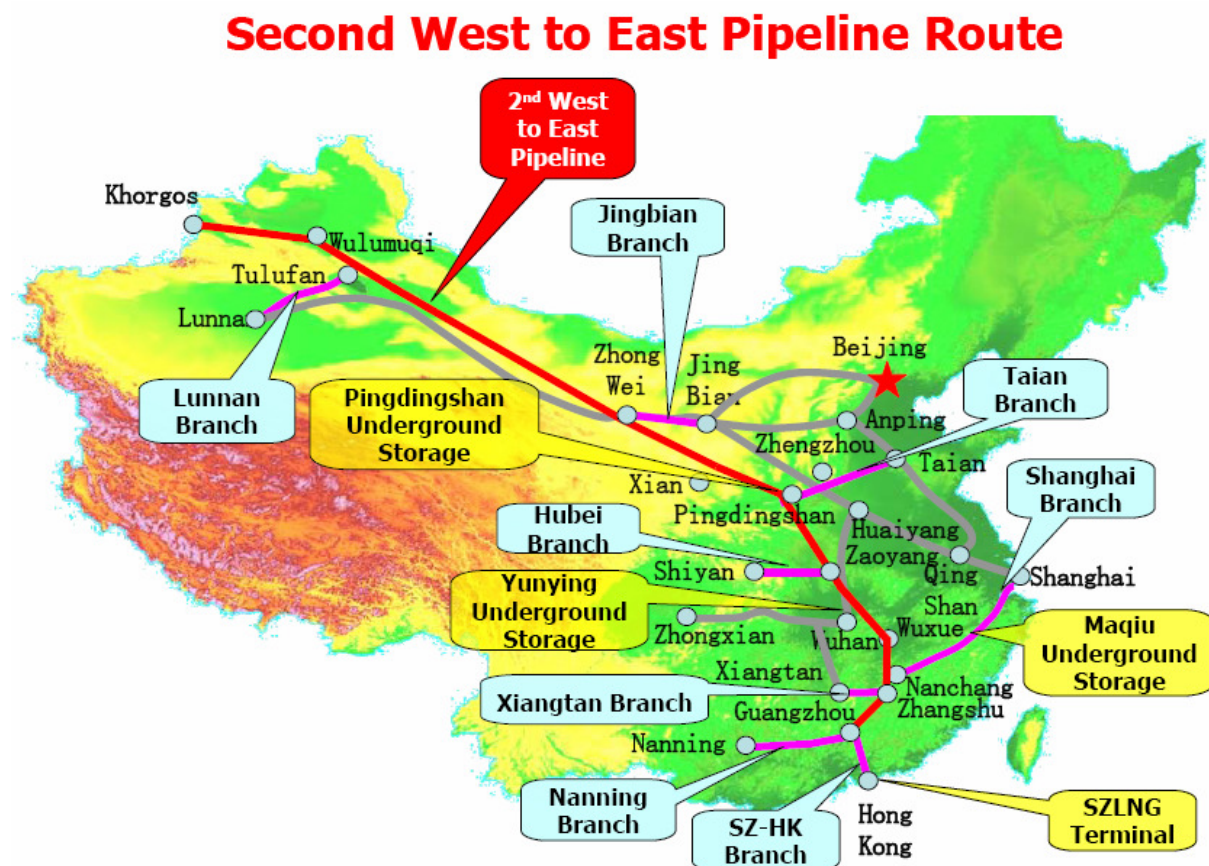 Second West to East Pipeline Route
2nd West
to East
Pipeline
Khorgos
Wulumuqi
Tulufan
Lunnan
Jingbian
Branch
Zhong
Wei
Jing
Bian
Beijing
Taian
Branch
Lunnan
Branch
Pingdingshan
Underground
Storage
Anping
Zhengzhou
Taian
Shanghai
Branch
Xian
Pingdingshan
Hubei
Branch
Huaiyang
Zaoyang
Qing
Shan
Shanghai
Shiyan
Yunying
Underground
Storage
Zhongxian
Wuhan
Wuxue
Maqiu
Underground
Storage
Xiangtan
Xiangtan Branch
Nanchang
Zhangshu
Guangzhou
Nanning
Nanning
Branch
SZ-HK
Branch
Hong
Kong
SZLNG
Terminal